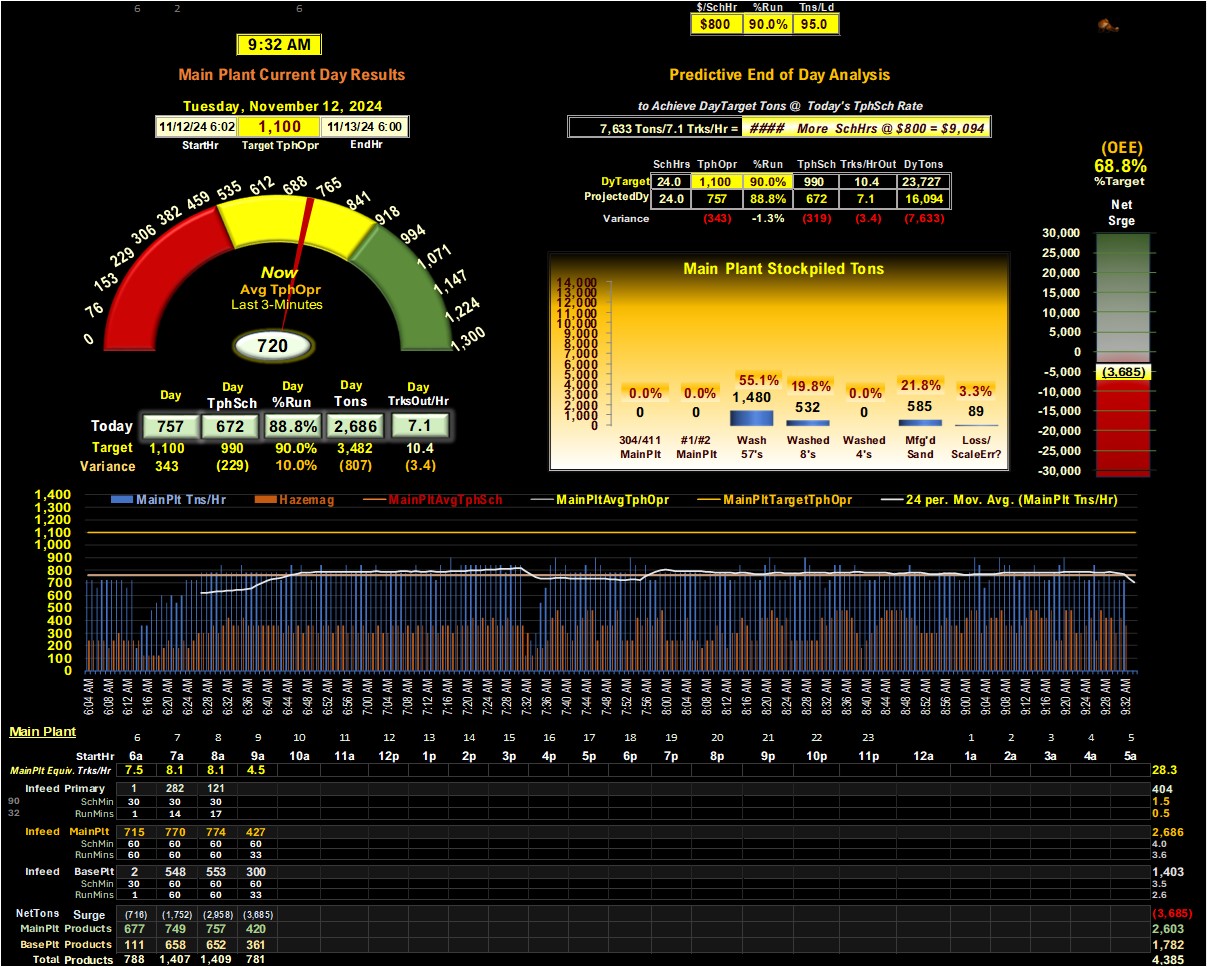 6 2 6
$/SchHr %Run Tns/Ld
$800 90.0% 95.0
9:32 AM
Main Plant Current Day Results
Predictive End of Day Analysis
Tuesday, November 12, 2024
to Achieve DayTarget Tons @ Today's TphSch Rate
11/12/24 6:02 1,100 11/13/24 6:00
StartHr Target TphOpr EndHr
7,633 Tons/7.1 Trks/Hr = #### More SchHrs @ $800 = $9,094
(OEE)
68.8%
%Target
SchHrs TphOpr %Run TphSch Trks/HrOut DyTons
DyTarget 24.0 1,100 90.0% 990 10.4 23,727
ProjectedDy 24.0 757 88.8% 672 7.1 16,094
Variance (343) -1.3% (319) (3.4) (7,633)
0 76 153 229 306 382 459 535 612 688 765 841 918 994 1,071 1,147 1,224 1,300
Now
Avg TphOpr
Last 3-Minutes
720
Net
Srge
30,000
25,000
20,000
15,000
10,000
5,000
0
-5,000
-10,000
-15,000
-20,000
-25,000
-30,000
(3,685)
Main Plant Stockpiled Tons
14,000
13,000
12,000
11,000
10,000
9,000
8,000
7,000
6,000
5,000
4,000
3,000
2,000
1,000
0
0.0% 0.0% 55.1% 19.8% 0.0% 21.8% 3.3%
0 0 1,480 532 0 585 89
304/411 #1/#2 Wash Washed Washed Mfg'd Loss/
MainPlt MainPlt 57's 8's 4's Sand ScaleErr?
Day Day Day Day
Day TphSch %Run Tons TrksOut/Hr
Today 757 672 88.8% 2,686 7.1
Target 1,100 990 90.0% 3,482 10.4
Variance 343 (229) 10.0% (807) (3.4)
MainPlt Tns/Hr Hazemag MainPltAvgTphSch MainPltAvgTphOpr MainPltTargetTphOpr 24 per. Mov. Avg. (MainPlt Tns/Hr)
1,400
1,300
1,100
1,000
900
800
700
600
500
400
300
200
100
0
6:04 AM 6:08 AM 6:12 AM 6:16 AM 6:20 AM 6:24 AM 6:28 AM 6:32 AM 6:36 AM 6:40 AM 6:44 AM 6:48 AM 6:52 AM 6:56 AM 7:00 AM 7:04 AM 7:08 AM 7:12 AM 7:16 AM 7:20 AM 7:24 AM 7:28 AM 7:32 AM 7:36 AM 7:40 AM 7:44 AM 7:48 AM 7:52 AM 7:56 AM 8:00 AM 8:04 AM 8:08 AM 8:12 AM 8:16 AM 8:20 AM 8:24 AM 8:28 AM 8:32 AM 8:36 AM 8:40 AM 8:44 AM 8:48 AM 8:52 AM 8:56 AM 9:00 AM 9:04 AM 9:08 AM 9:12 AM 9:16 AM 9:20 AM 9:24 AM 9:28 AM 9:32 AM
Main Plant
6 7 8 9 10 11 12 13 14 15 16 17 18 19 20 21 22 23 1 2 3 4 5
StartHr 6a 7a 8a 9a 10a 11a 12p 1p 2p 3p 4p 5p 6p 7p 8p 9p 10p 11p 12a 1a 2a 3a 4a 5a
MainPlt Equiv. Trks/Hr 7.5 8.1 8.1 4.5 28.3
Infeed Primary 1 282 121 404
90 SchMin 30 30 30 1.5
32 RunMins 1 14 17 0.5
Infeed MainPlt 715 770 774 427 2,686
SchMin 60 60 60 60 4.0
RunMins 60 60 60 33 3.6
Infeed BasePlt 2 548 553 300 1,403
SchMin 30 60 60 60 3.5
RunMins 1 60 60 33 2.6
NetTons Surge (716) (1,752) (2,958) (3,685) (3,685)
MainPlt Products 677 749 757 420 2,603
BasePlt Products 111 658 652 361 1,782
Total Products 788 1,407 1,409 781 4,385